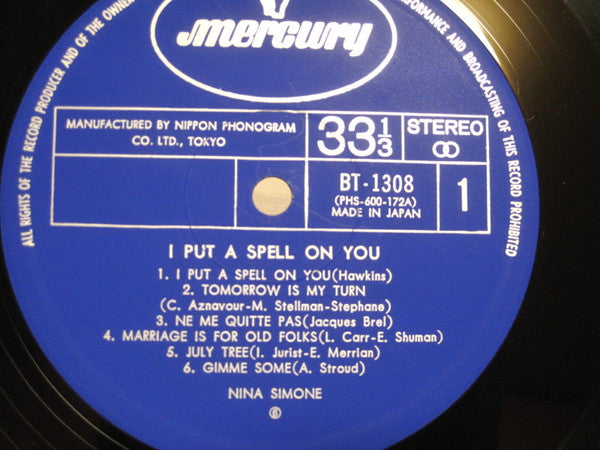 mercury
ALL RIGHTS OF THE RECORD PRODUCER AND OF THE OWNER
PERFORMANCE AND BROADCASTING OF THIS RECORD PROHIBITED
MANUFACTURED BY NIPPON PHONOGRAM
CO. LTD., TOKYO
33 1/3
STEREO
BT-1308
(PHS-600-172A)
MADE IN JAPAN
1
I PUT A SPELL ON YOU
1. I PUT A SPELL ON YOU(Hawkins)
2. TOMORROW IS MY TURN
(C. Aznavour-M. Stellman-Stephane)
3. NE ME QUITTE PAS(Jacques Brel)
4. MARRIAGE IS FOR OLD FOLKS(L. Carr-E. Shuman)
5. JULY TREE(I. Jurist-E. Merrian)
6. GIMME SOME(A. Stroud)
NINA SIMONE